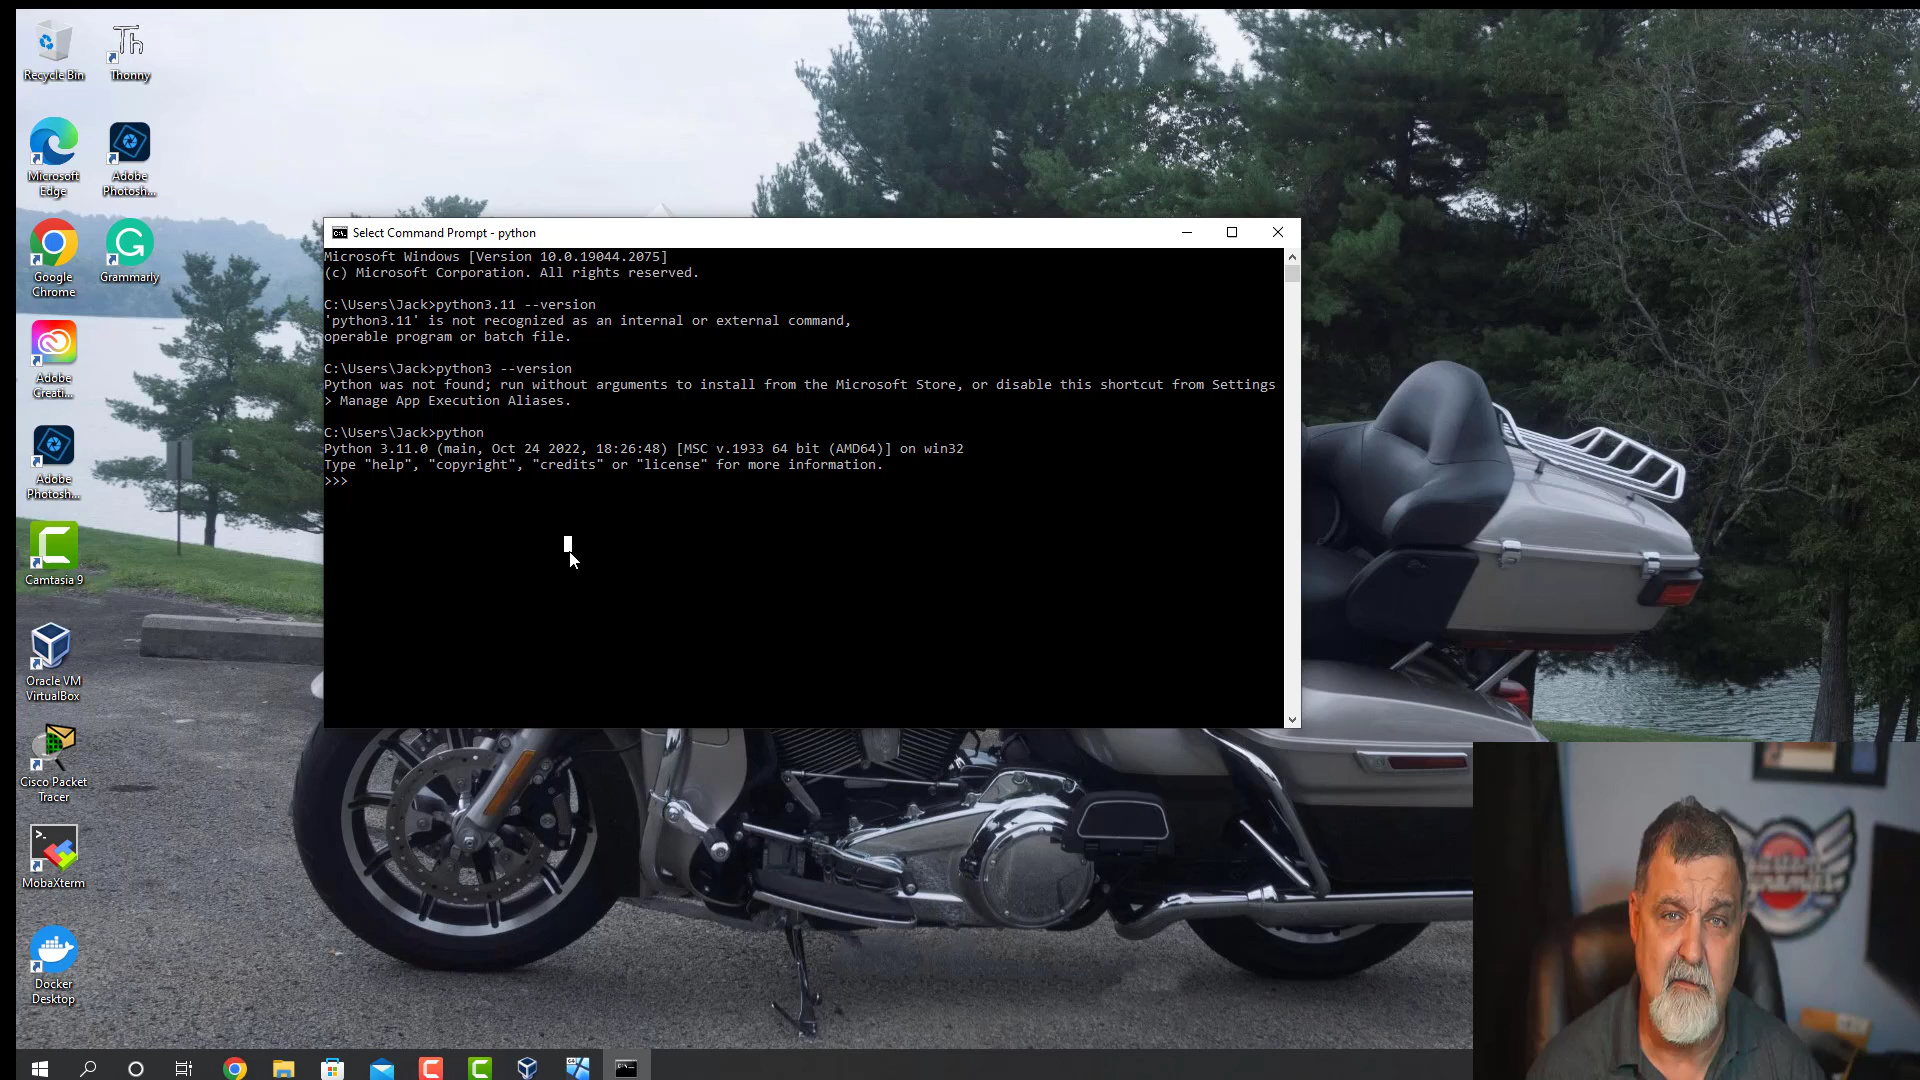 Recycle Bin
Thonny
Microsoft
Edge
Adobe
Photosh...
Google
Chrome
Grammarly
Adobe
Creati...
Adobe
Photosh...
Camtasia 9
Oracle VM
VirtualBox
Cisco Packet
Tracer
MobaXterm
Docker
Desktop
Select Command Prompt - python
Microsoft Windows [Version 10.0.19044.2075]
(c) Microsoft Corporation. All rights reserved.
C:\Users\Jack>python3.11 --version
'python3.11' is not recognized as an internal or external command,
operable program or batch file.
C:\Users\Jack>python3 --version
Python was not found; run without arguments to install from the Microsoft Store, or disable this shortcut from Settings
> Manage App Execution Aliases.
C:\Users\Jack>python
Python 3.11.0 (main, Oct 24 2022, 18:26:48) [MSC v.1933 64 bit (AMD64)] on win32
Type "help", "copyright", "credits" or "license" for more information.
>>>